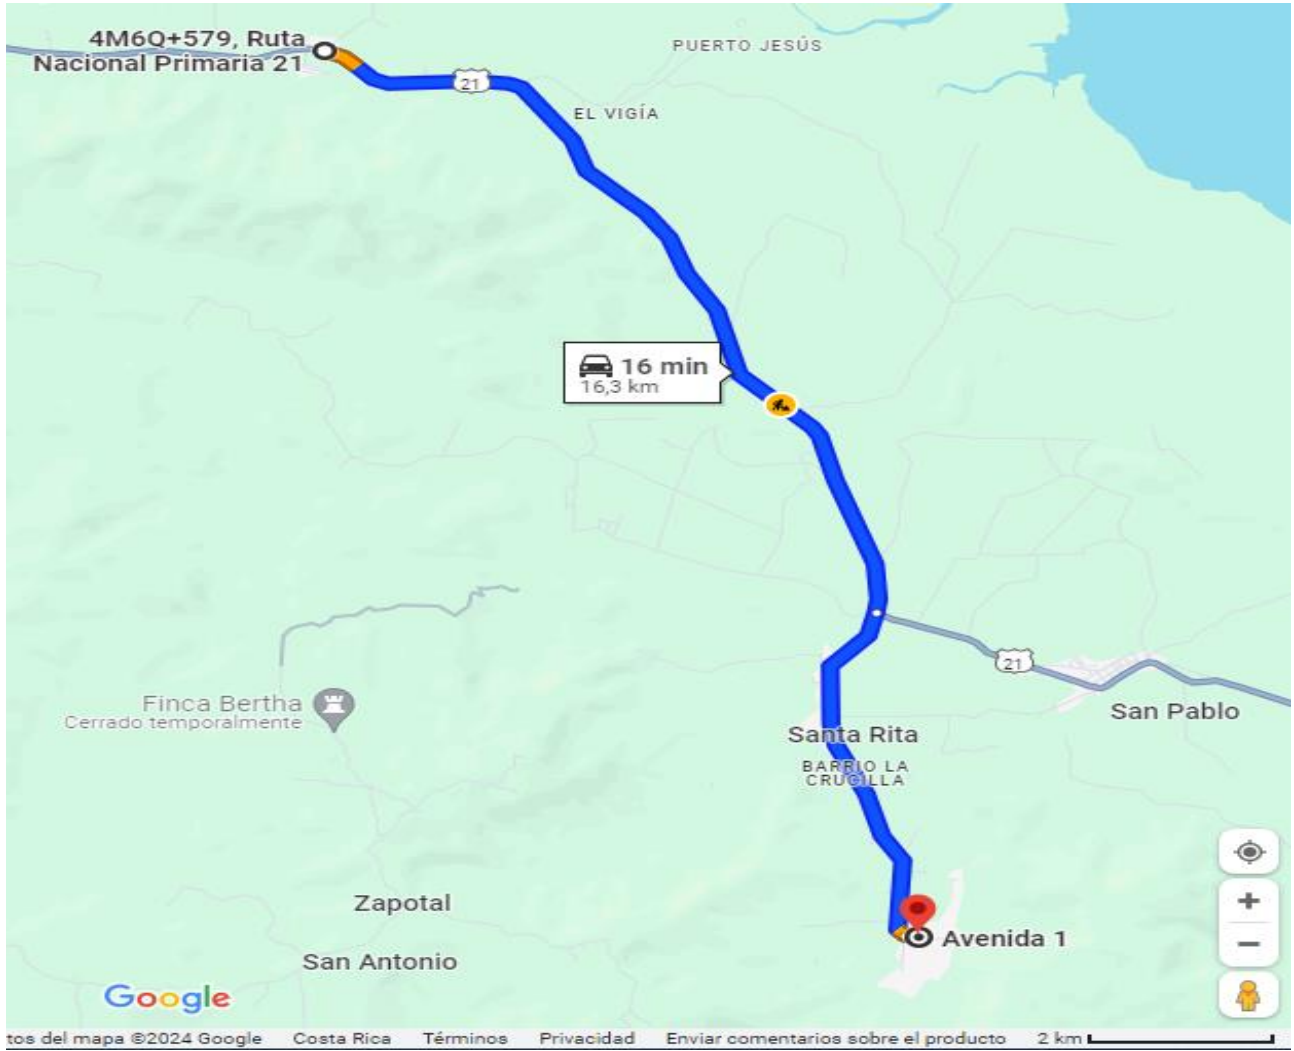 4M6Q+579, Ruta
Nacional Primaria 21
PUERTO JESÚS
21
EL VIGÍA
16 min
16,3 km
21
San Pablo
Finca Bertha
Cerrado temporalmente
Santa Rita
BARRIO LA
CRUCILLA
Zapotal
San Antonio
Avenida 1
Google
tos del mapa ©2024 Google Costa Rica Términos Privacidad Enviar comentarios sobre el producto 2 km